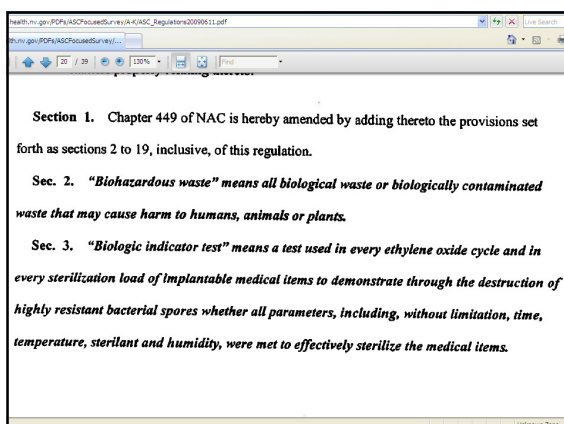 health.nv.gov/PDFs/ASCFocusedSurvey/A-K/ASC_Regulations20090611.pdf
Live Search
th.nv.gov/PDFs/ASCFocusedSurvey/...
20 / 39
130%
Find
Section 1. Chapter 449 of NAC is hereby amended by adding thereto the provisions set
forth as sections 2 to 19, inclusive, of this regulation.
Sec. 2. “Biohazardous waste” means all biological waste or biologically contaminated
waste that may cause harm to humans, animals or plants.
Sec. 3. “Biologic indicator test” means a test used in every ethylene oxide cycle and in
every sterilization load of implantable medical items to demonstrate through the destruction of
highly resistant bacterial spores whether all parameters, including, without limitation, time,
temperature, sterilant and humidity, were met to effectively sterilize the medical items.